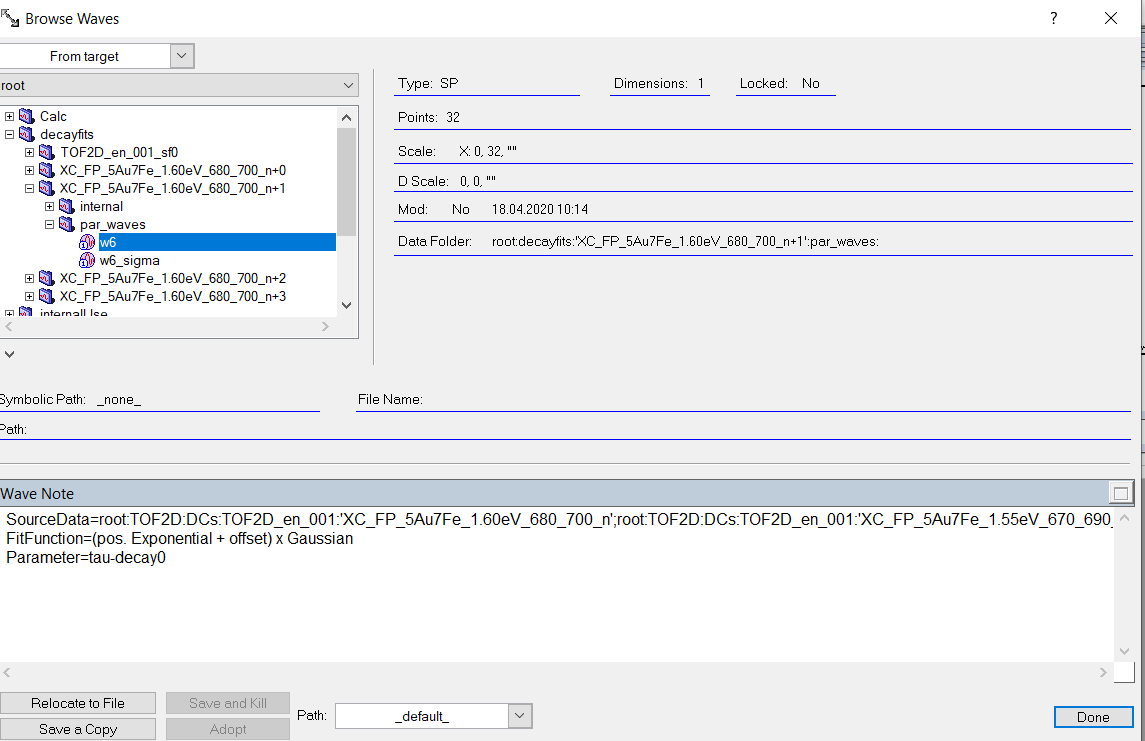 Browse Waves ?
From target
root
Calc
decayfits
TOF2D_en_001_sf0
XC_FP_5Au7Fe_1.60eV_680_700_n+0
XC_FP_5Au7Fe_1.60eV_680_700_n+1
internal
par_waves
w6
w6_sigma
XC_FP_5Au7Fe_1.60eV_680_700_n+2
XC_FP_5Au7Fe_1.60eV_680_700_n+3
internalUse
Type: SP Dimensions: 1 Locked: No
Points: 32
Scale: X: 0, 32, ""
D Scale: 0, 0, ""
Mod: No 18.04.2020 10:14
Data Folder: root:decayfits:'XC_FP_5Au7Fe_1.60eV_680_700_n+1':par_waves:
Symbolic Path: _none_ File Name:
Path:
Wave Note
SourceData=root:TOF2D:DCs:TOF2D_en_001:'XC_FP_5Au7Fe_1.60eV_680_700_n';root:TOF2D:DCs:TOF2D_en_001:'XC_FP_5Au7Fe_1.55eV_670_690_
FitFunction=(pos. Exponential + offset) x Gaussian
Parameter=tau-decay0
Relocate to File Save and Kill
Save a Copy Adopt
Path: _default_
Done